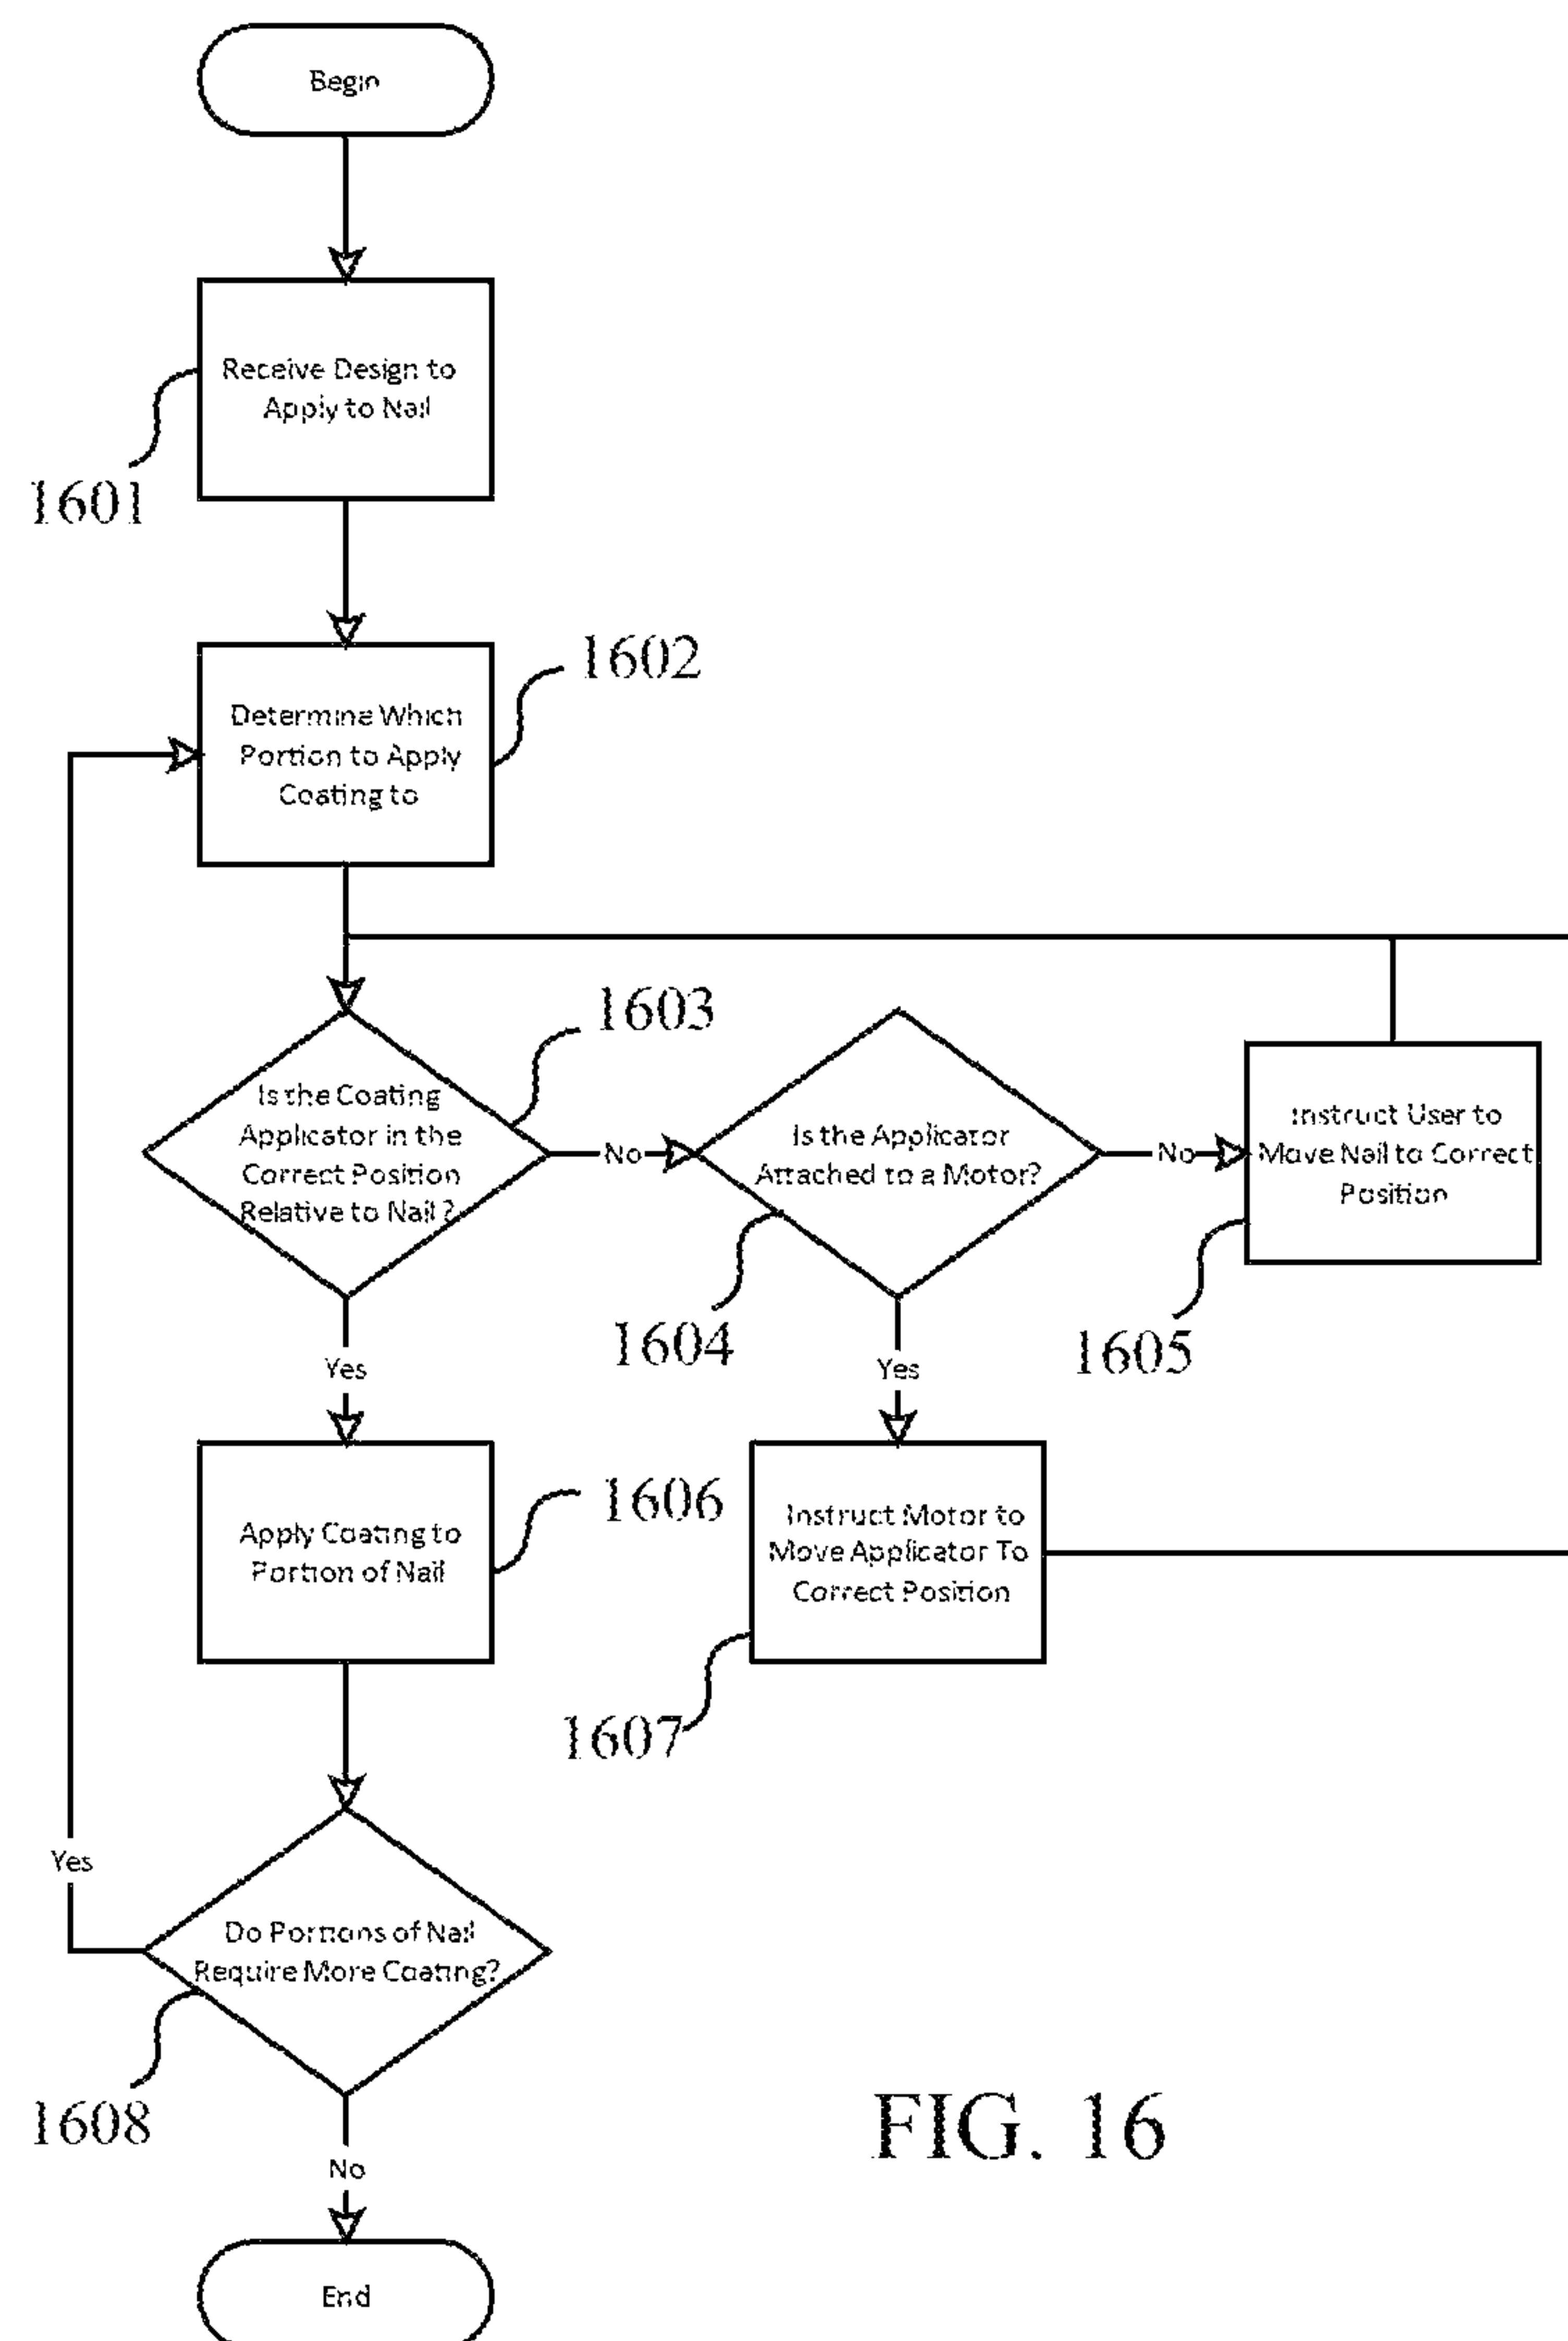 Begin
Receive Design to
Apply to Nail
1601
1602
Determine Which
Portion to Apply
Coating to
1603
Is the Coating
Applicator in the
Correct Position
Relative to Nail?
No
Is the Applicator
Attached to a Motor?
No
Instruct User to
Move Nail to Correct
Position
1604
1605
Yes
Yes
Apply Coating to
Portion of Nail
1606
Instruct Motor to
Move Applicator To
Correct Position
1607
Yes
Do Portions of Nail
Require More Coating?
1608
No
FIG. 16
End